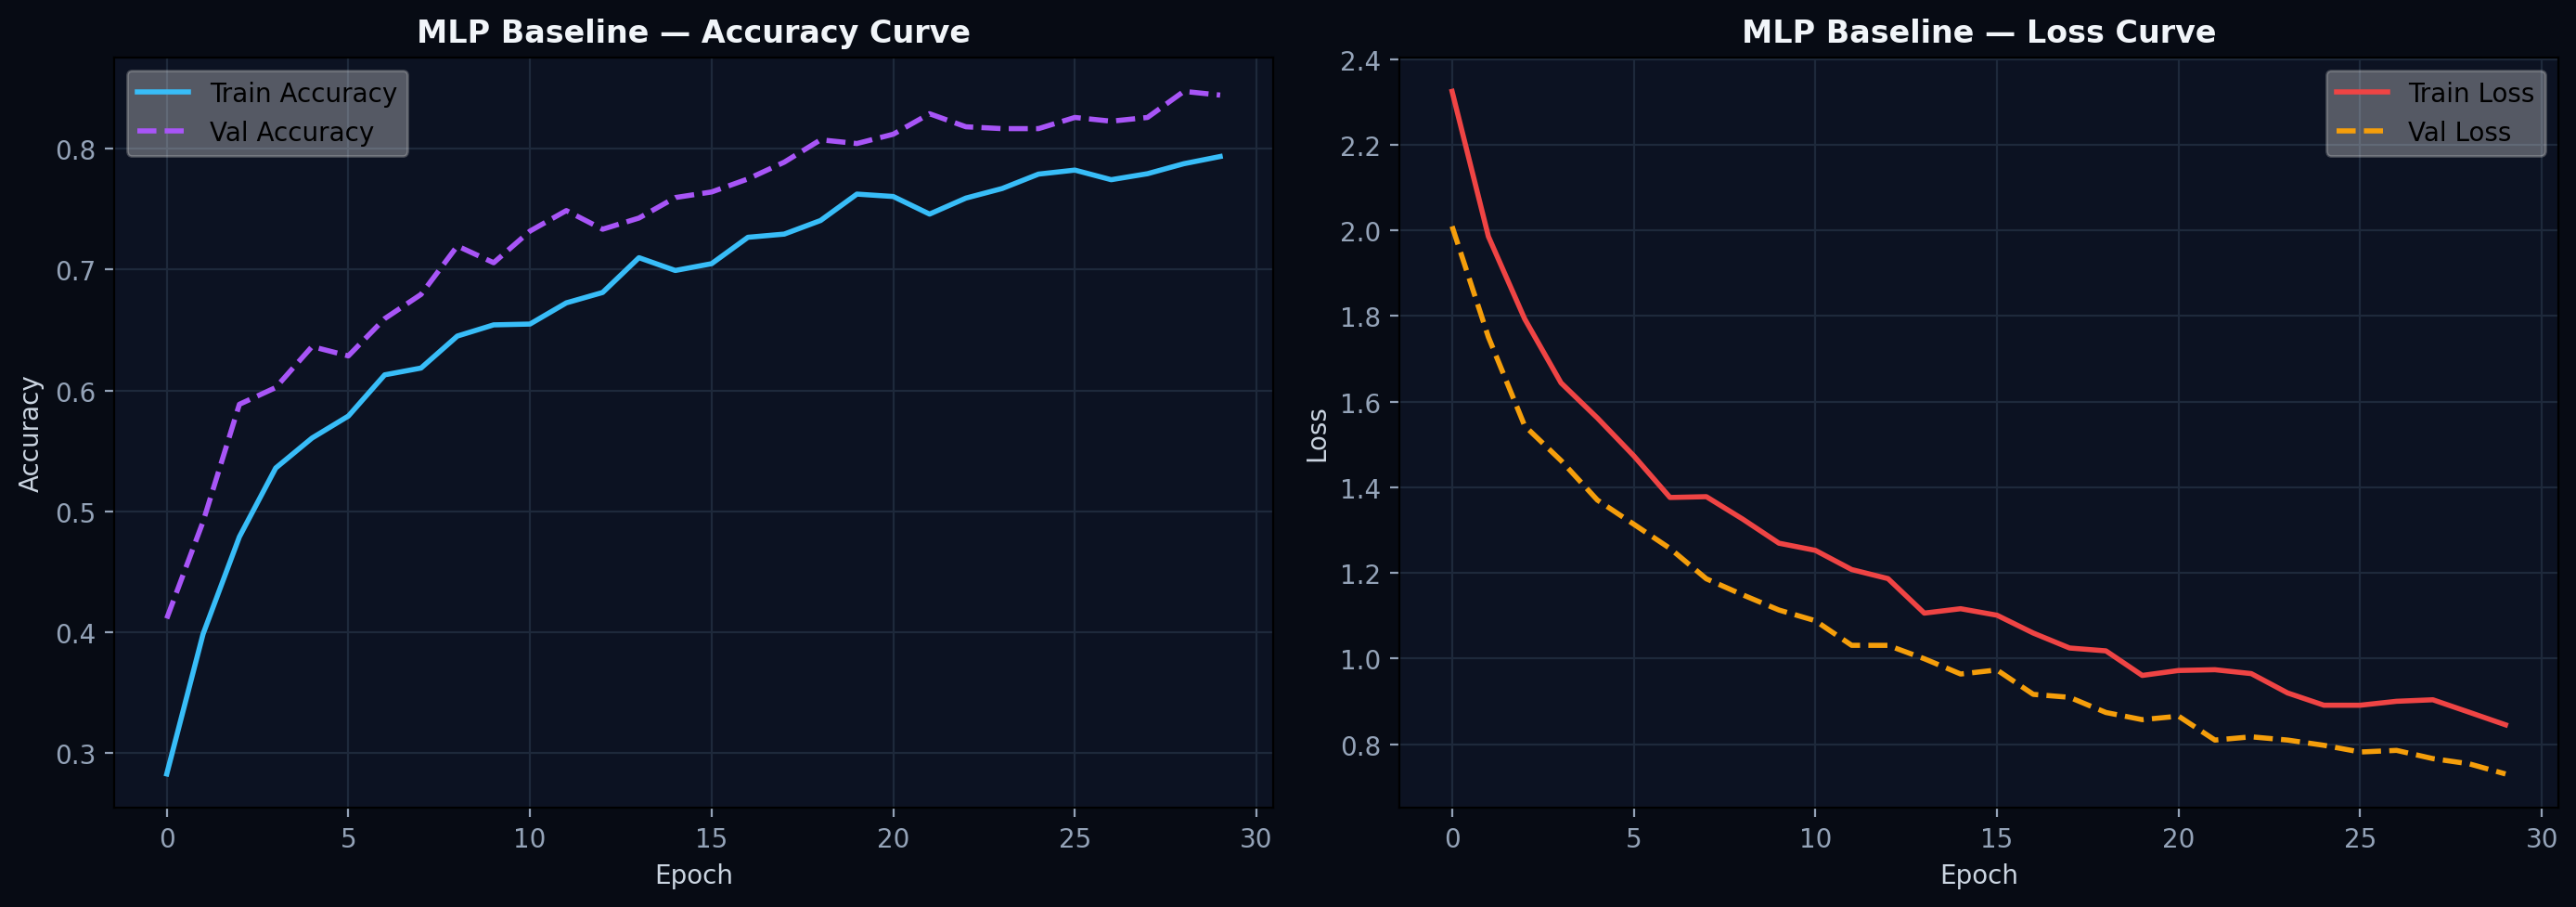 MLP Baseline — Accuracy Curve
Train Accuracy
Val Accuracy
0.8
0.7
0.6
0.5
0.4
0.3
Accuracy
0 5 10 15 20 25 30
Epoch
MLP Baseline — Loss Curve
Train Loss
Val Loss
2.4
2.2
2.0
1.8
1.6
1.4
1.2
1.0
0.8
Loss
0 5 10 15 20 25 30
Epoch